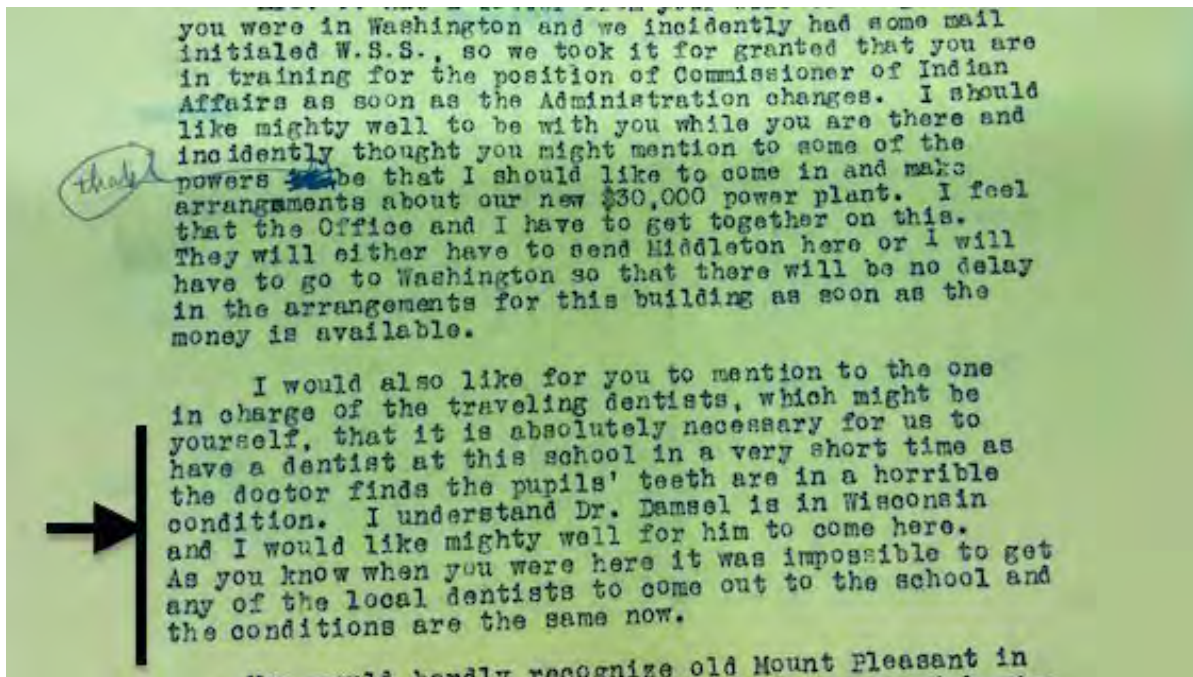 you were in Washington and we incidently had some mail
initialed W.S.S., so we took it for granted that you are
in training for the position of Commissioner of Indian
Affairs as soon as the Administration changes. I should
like mighty well to be with you while you are there and
incidently thought you might mention to some of the
that
powers be that I should like to come in and make
arrangements about our new $30,000 power plant. I feel
that the Office and I have to get together on this.
They will either have to send Middleton here or I will
have to go to Washington so that there will be no delay
in the arrangements for this building as soon as the
money is available.
I would also like for you to mention to the one
in charge of the traveling dentists, which might be
yourself, that it is absolutely necessary for us to
have a dentist at this school in a very short time as
the doctor finds the pupils' teeth are in a horrible
condition. I understand Dr. Damsel is in Wisconsin
and I would like mighty well for him to come here.
As you know when you were here it was impossible to get
any of the local dentists to come out to the school and
the conditions are the same now.
hardly recognize old Mount Pleasant in